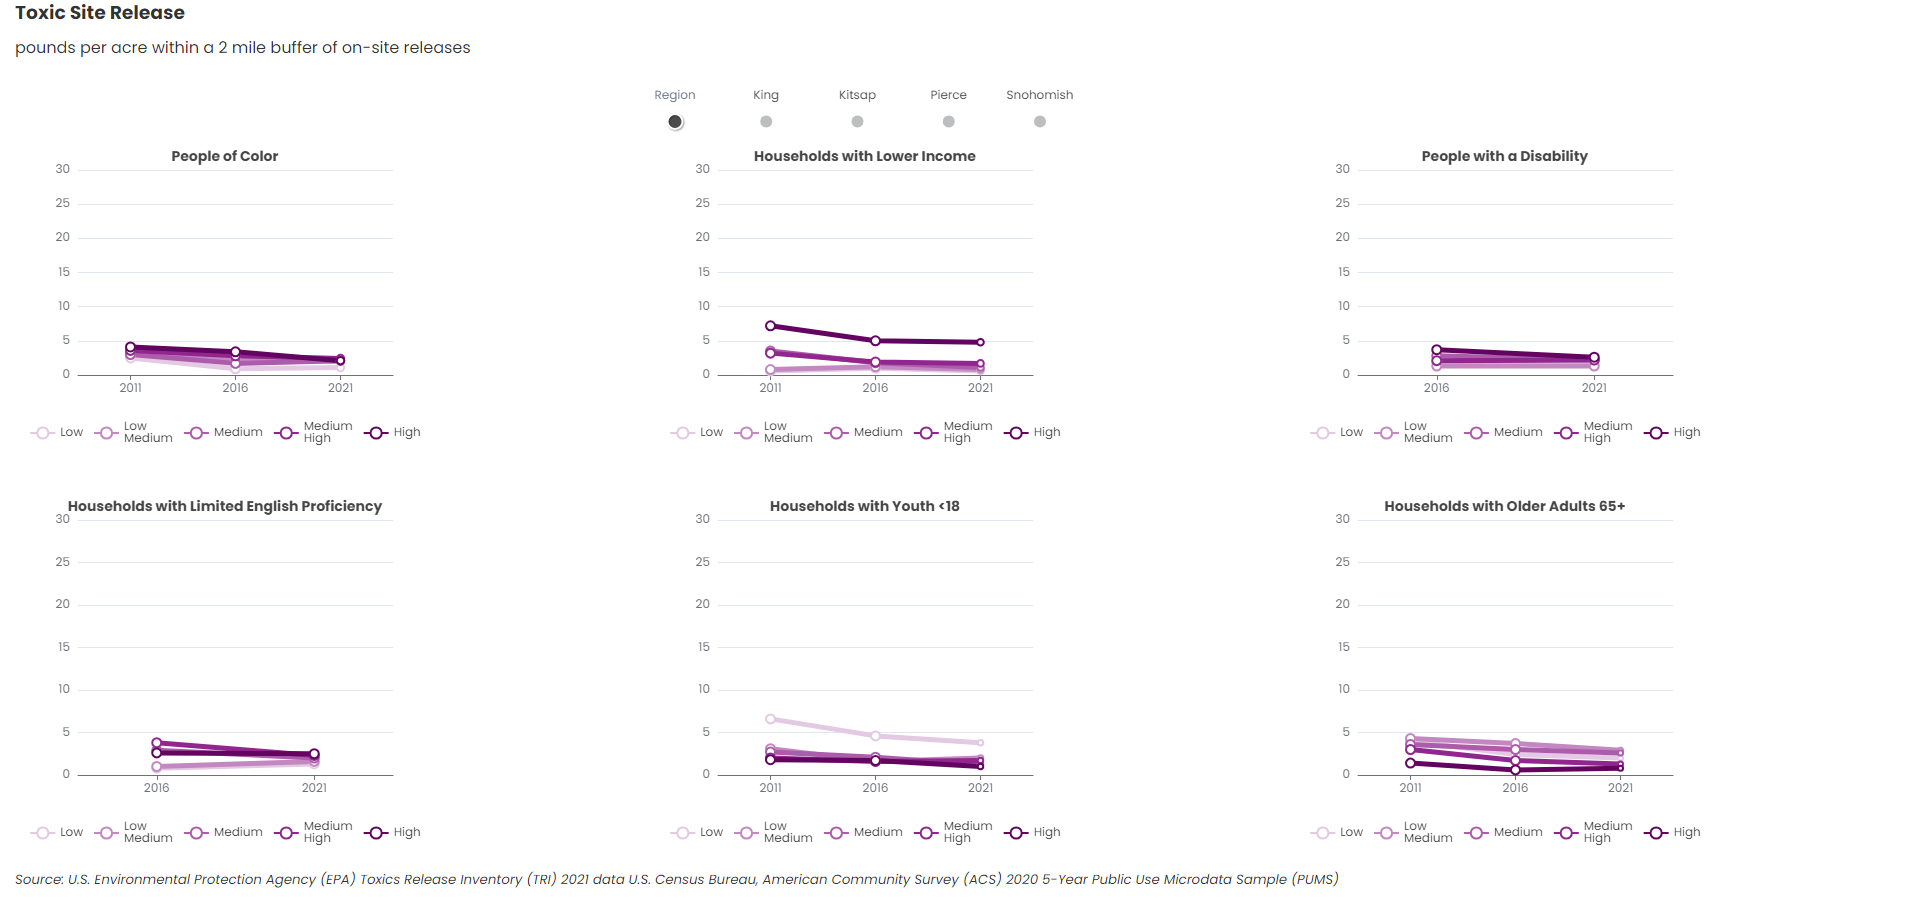 Toxic Site Release
pounds per acre within a 2 mile buffer of on-site releases
Region King Kitsap Pierce Snohomish
People of Color
30
25
20
15
10
5
0
2011 2016 2021
Low Low Medium Medium Medium High High
Households with Lower Income
30
25
20
15
10
5
0
2011 2016 2021
Low Low Medium Medium Medium High High
People with a Disability
30
25
20
15
10
5
0
2016 2021
Low Low Medium Medium Medium High High
Households with Limited English Proficiency
30
25
20
15
10
5
0
2016 2021
Low Low Medium Medium Medium High High
Households with Youth <18
30
25
20
15
10
5
0
2011 2016 2021
Low Low Medium Medium Medium High High
Households with Older Adults 65+
30
25
20
15
10
5
0
2011 2016 2021
Low Low Medium Medium Medium High High
Source: U.S. Environmental Protection Agency (EPA) Toxics Release Inventory (TRI) 2021 data U.S. Census Bureau, American Community Survey (ACS) 2020 5-Year Public Use Microdata Sample (PUMS)